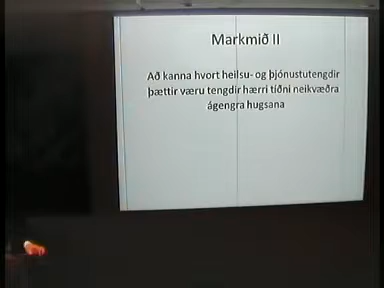 Markmið II
Að kanna hvort heilsu- og þjónustutengdir
þættir væru tengdir hærri tíðni neikvæðra
ágengra hugsana